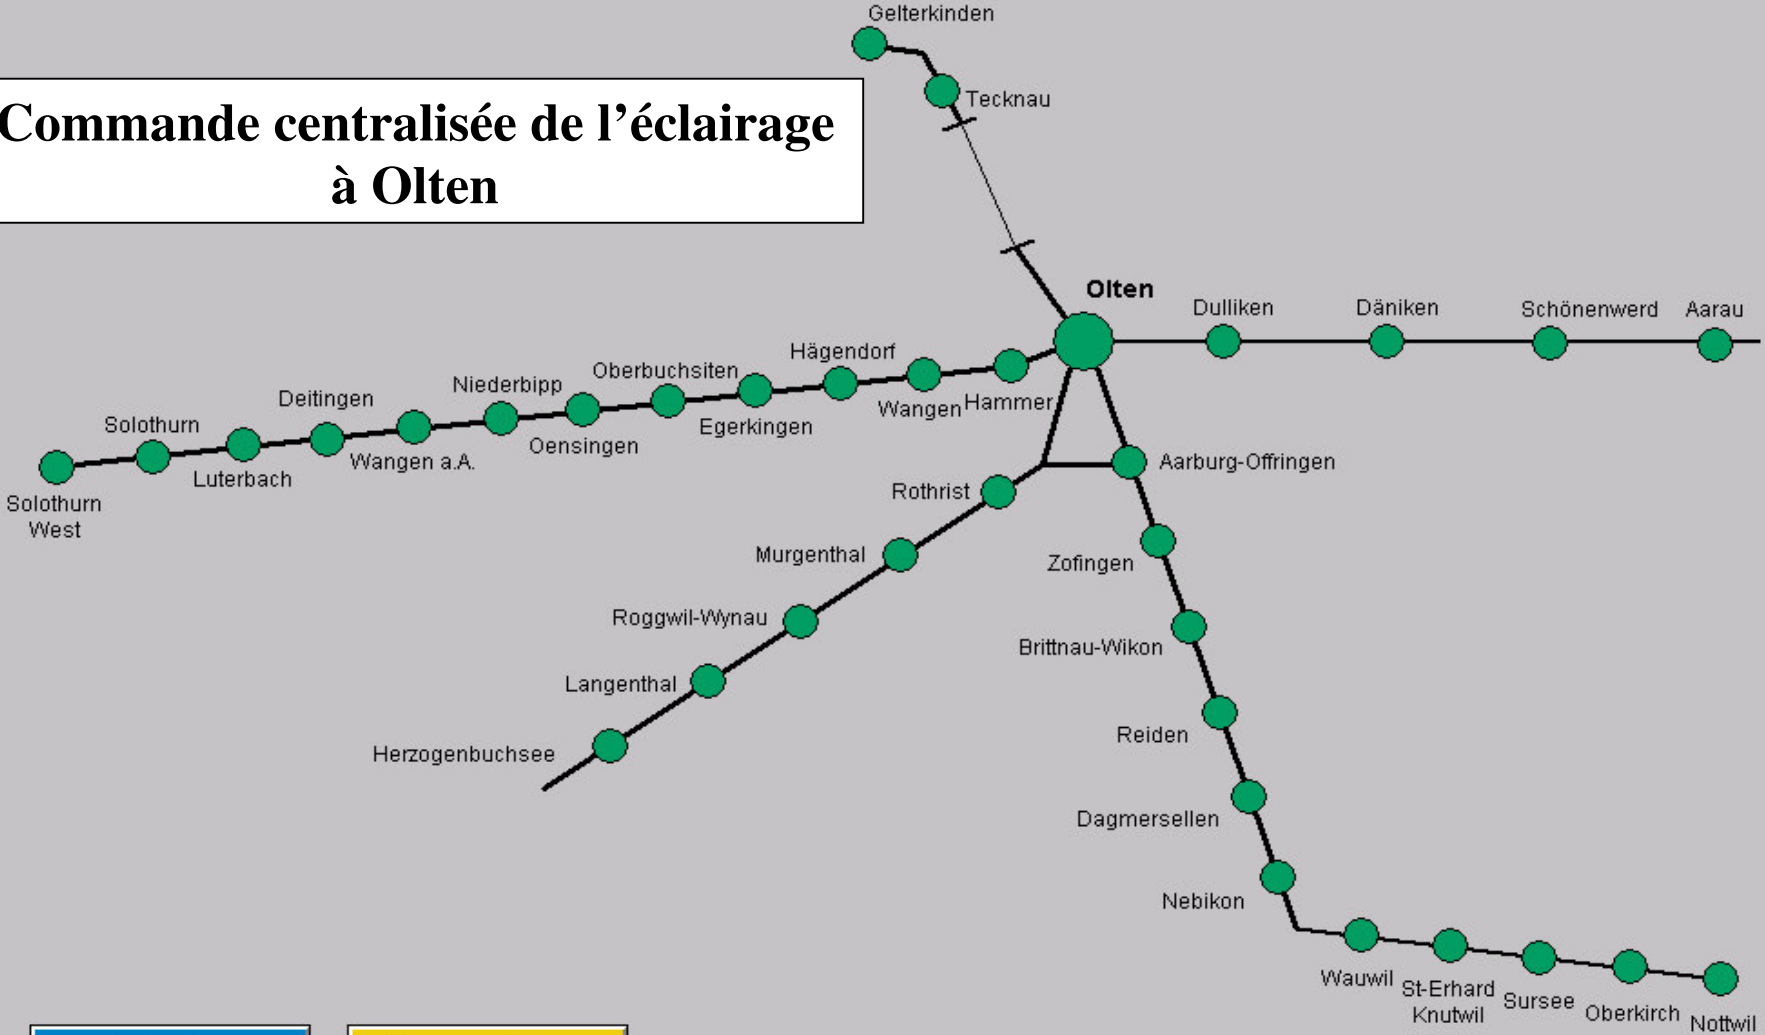 Gelterkinden
Tecknau
Commande centralisée de l'éclairage
à Olten
Olten
Dulliken
Däniken
Schönenwerd
Aarau
Hägendorf
Oberbuchsiten
Niederbipp
Deitingen
Solothurn
Wangen
Hammer
Egerkingen
Oensingen
Wangen a.A.
Luterbach
Solothurn
West
Aarburg-Offringen
Rothrist
Murgenthal
Zofingen
Roggwil-Wynau
Brittnau-Wikon
Langenthal
Reiden
Herzogenbuchsee
Dagmersellen
Nebikon
Wauwil
St-Erhard
Knutwil
Sursee
Oberkirch
Nottwil